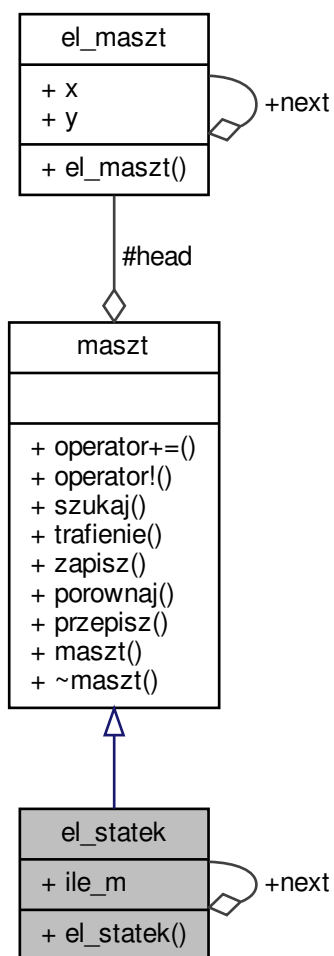 el_maszt
+ x
+ y
+next
+ el_maszt()
#head
maszt
+ operator+=()
+ operator!()
+ szukaj()
+ trafienie()
+ zapisz()
+ porownaj()
+ przepisz()
+ maszt()
+ ~maszt()
el_statek
+ ile_m
+next
+ el_statek()